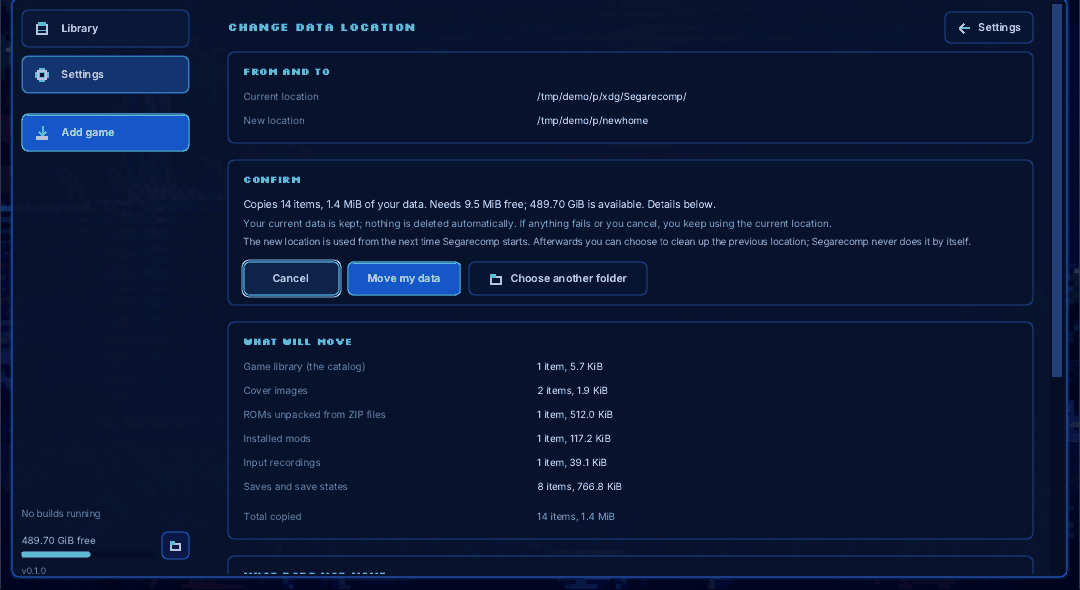 Library
Settings
Add game
No builds running
489.70 GiB free
v0.1.0
CHANGE DATA LOCATION
Settings
FROM AND TO
Current location /tmp/demo/p/xdg/Segarecomp/
New location /tmp/demo/p/newhome
CONFIRM
Copies 14 items, 1.4 MiB of your data. Needs 9.5 MiB free; 489.70 GiB is available. Details below.
Your current data is kept; nothing is deleted automatically. If anything fails or you cancel, you keep using the current location.
The new location is used from the next time Segarecomp starts. Afterwards you can choose to clean up the previous location; Segarecomp never does it by itself.
Cancel Move my data Choose another folder
WHAT WILL MOVE
Game library (the catalog) 1 item, 5.7 KiB
Cover images 2 items, 1.9 KiB
ROMs unpacked from ZIP files 1 item, 512.0 KiB
Installed mods 1 item, 117.2 KiB
Input recordings 1 item, 39.1 KiB
Saves and save states 8 items, 766.8 KiB
Total copied 14 items, 1.4 MiB